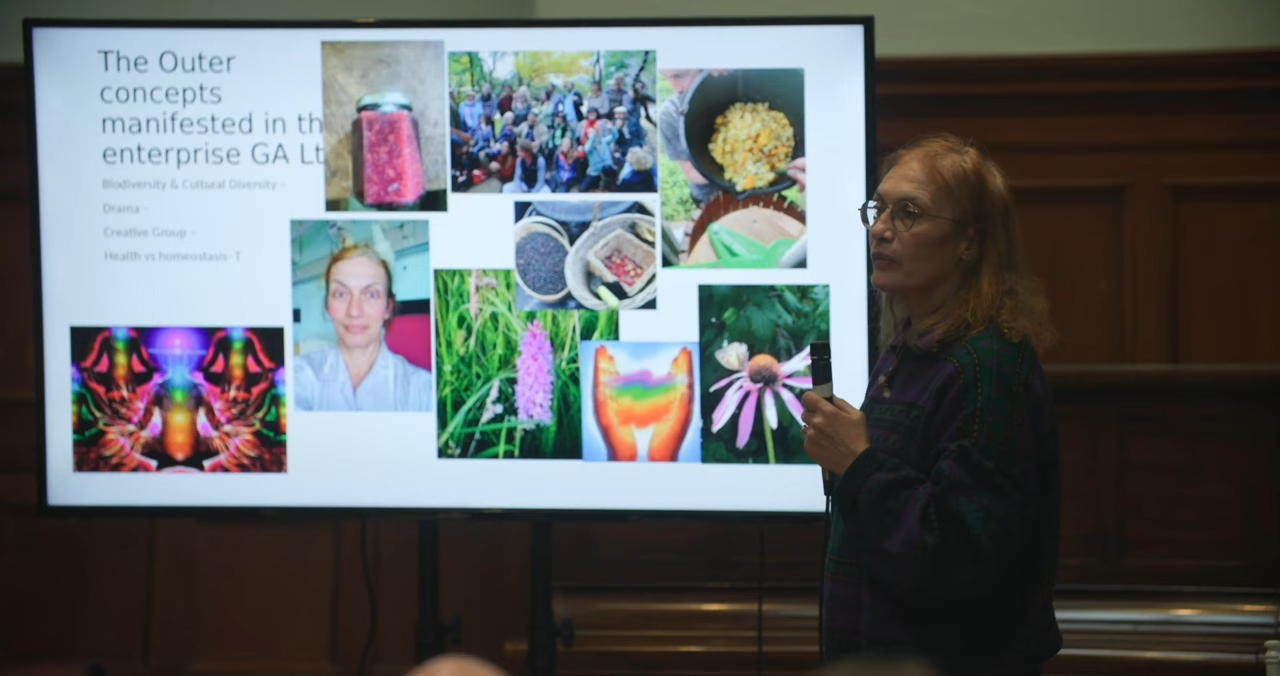 The Outer
concepts
manifested in th
enterprise GA Lt
Biodiversity & Cultural Diversity –
Drama –
Creative Group –
Health vs homeostasis- T